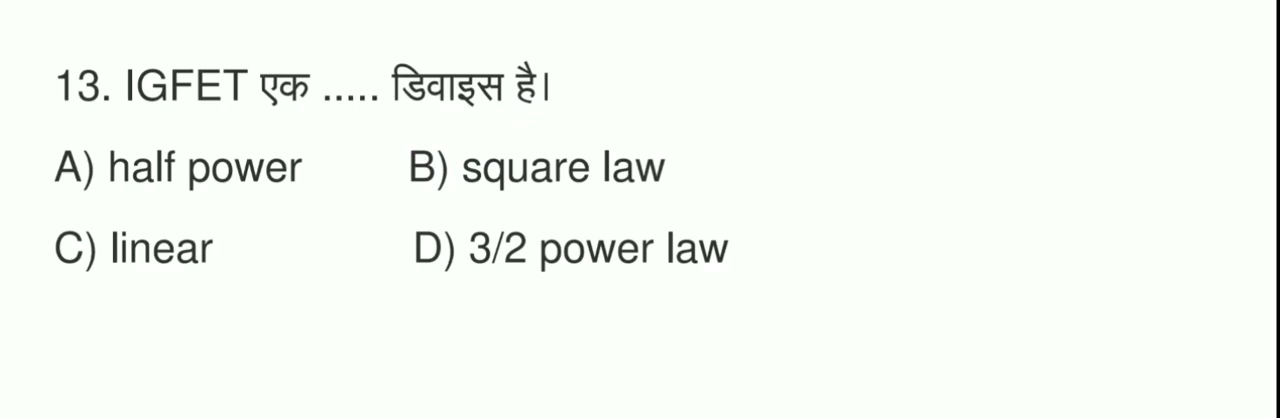 13. IGFET एक ..... डिवाइस है।
A) half power B) square law
C) linear D) 3/2 power law